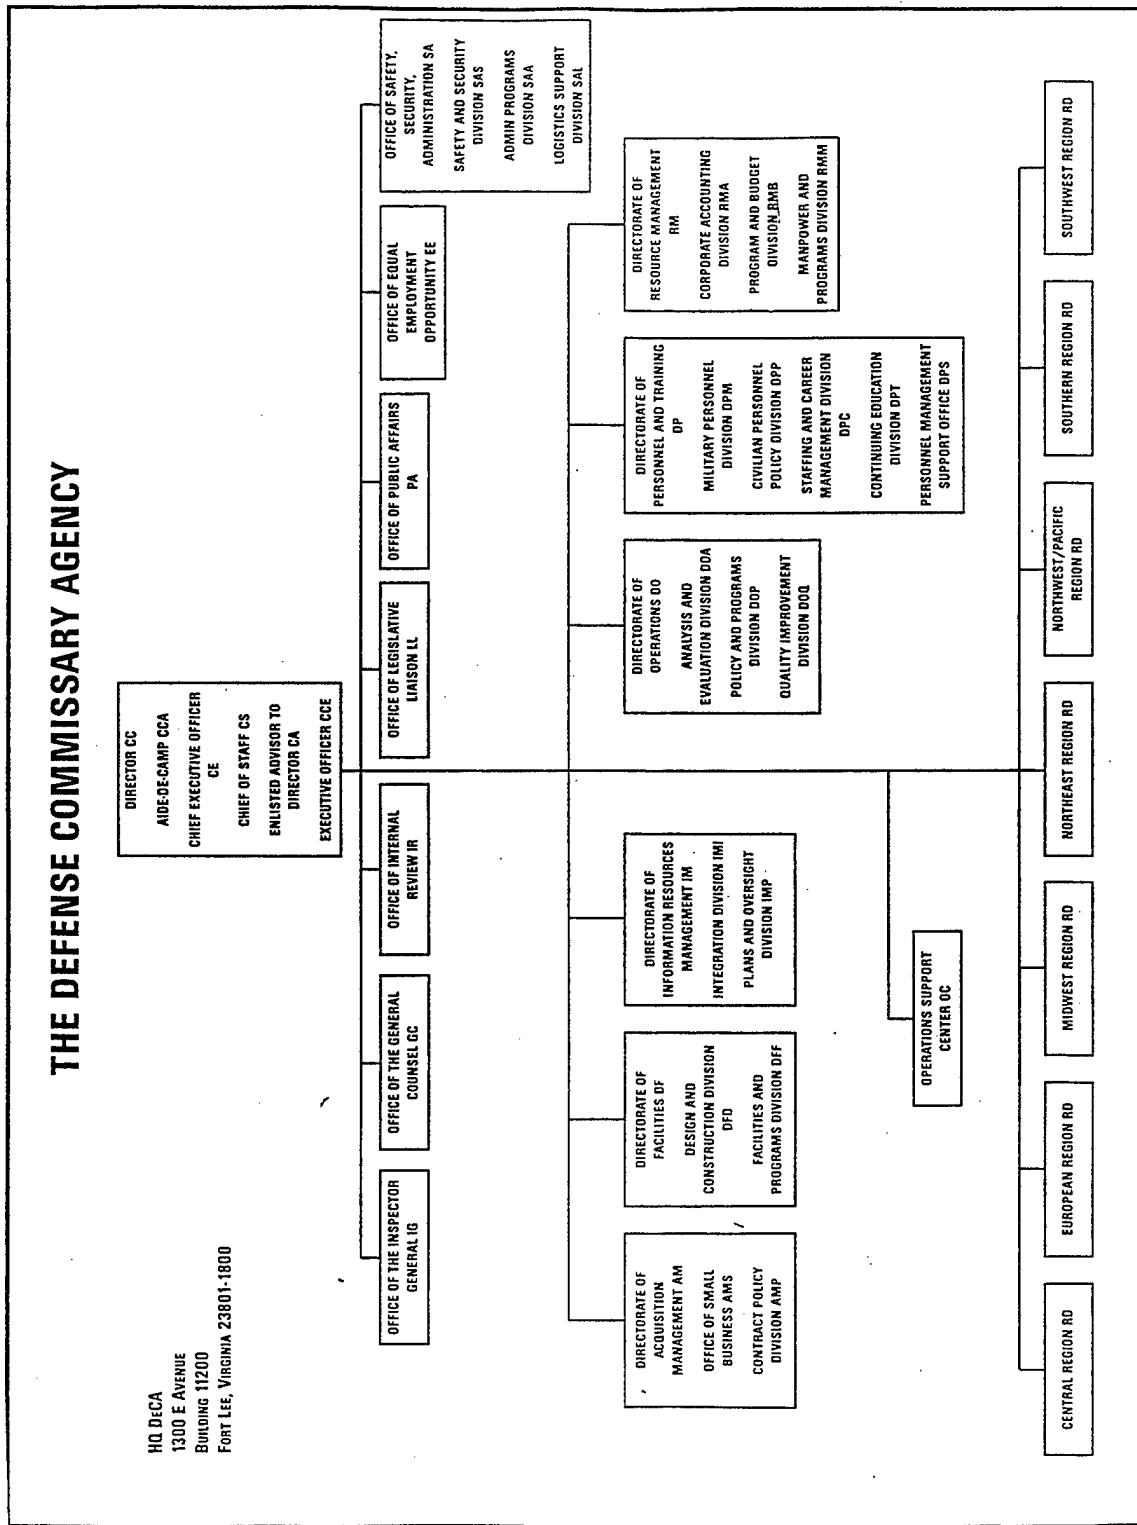 THE DEFENSE COMMISSARY AGENCY
HQ DeCA
1300 E AVENUE
BUILDING 11200
FORT LEE, VIRGINIA 23801-1800
DIRECTOR CC
AIDE-DE-CAMP CCA
CHIEF EXECUTIVE OFFICER
CE
CHIEF OF STAFF CS
ENLISTED ADVISOR TO
DIRECTOR CA
EXECUTIVE OFFICER CCE
OFFICE OF THE INSPECTOR
GENERAL IG
OFFICE OF THE GENERAL
COUNSEL GC
OFFICE OF INTERNAL
REVIEW IR
OFFICE OF LEGISLATIVE
LIAISON LL
OFFICE OF PUBLIC AFFAIRS
PA
OFFICE OF EQUAL
EMPLOYMENT
OPPORTUNITY EE
OFFICE OF SAFETY,
SECURITY,
ADMINISTRATION SA
SAFETY AND SECURITY
DIVISION SAS
ADMIN PROGRAMS
DIVISION SAA
LOGISTICS SUPPORT
DIVISION SAL
DIRECTORATE OF
ACQUISITION
MANAGEMENT AM
OFFICE OF SMALL
BUSINESS AMS
CONTRACT POLICY
DIVISION AMP
DIRECTORATE OF
FACILITIES DF
DESIGN AND
CONSTRUCTION DIVISION
DFD
FACILITIES AND
PROGRAMS DIVISION DFF
DIRECTORATE OF
INFORMATION RESOURCES
MANAGEMENT IM
INTEGRATION DIVISION IMI
PLANS AND OVERSIGHT
DIVISION IMP
DIRECTORATE OF
OPERATIONS DO
ANALYSIS AND
EVALUATION DIVISION DOA
POLICY AND PROGRAMS
DIVISION DOP
QUALITY IMPROVEMENT
DIVISION DOQ
DIRECTORATE OF
PERSONNEL AND TRAINING
DP
MILITARY PERSONNEL
DIVISION DPM
CIVILIAN PERSONNEL
POLICY DIVISION DPP
STAFFING AND CAREER
MANAGEMENT DIVISION
DPC
CONTINUING EDUCATION
DIVISION DPT
PERSONNEL MANAGEMENT
SUPPORT OFFICE DPS
DIRECTORATE OF
RESOURCE MANAGEMENT
RM
CORPORATE ACCOUNTING
DIVISION RMA
PROGRAM AND BUDGET
DIVISION RMB
MANPOWER AND
PROGRAMS DIVISION RMM
OPERATIONS SUPPORT
CENTER OC
CENTRAL REGION RD
EUROPEAN REGION RD
MIDWEST REGION RD
NORTHEAST REGION RD
NORTHWEST/PACIFIC
REGION RD
SOUTHERN REGION RD
SOUTHWEST REGION RD